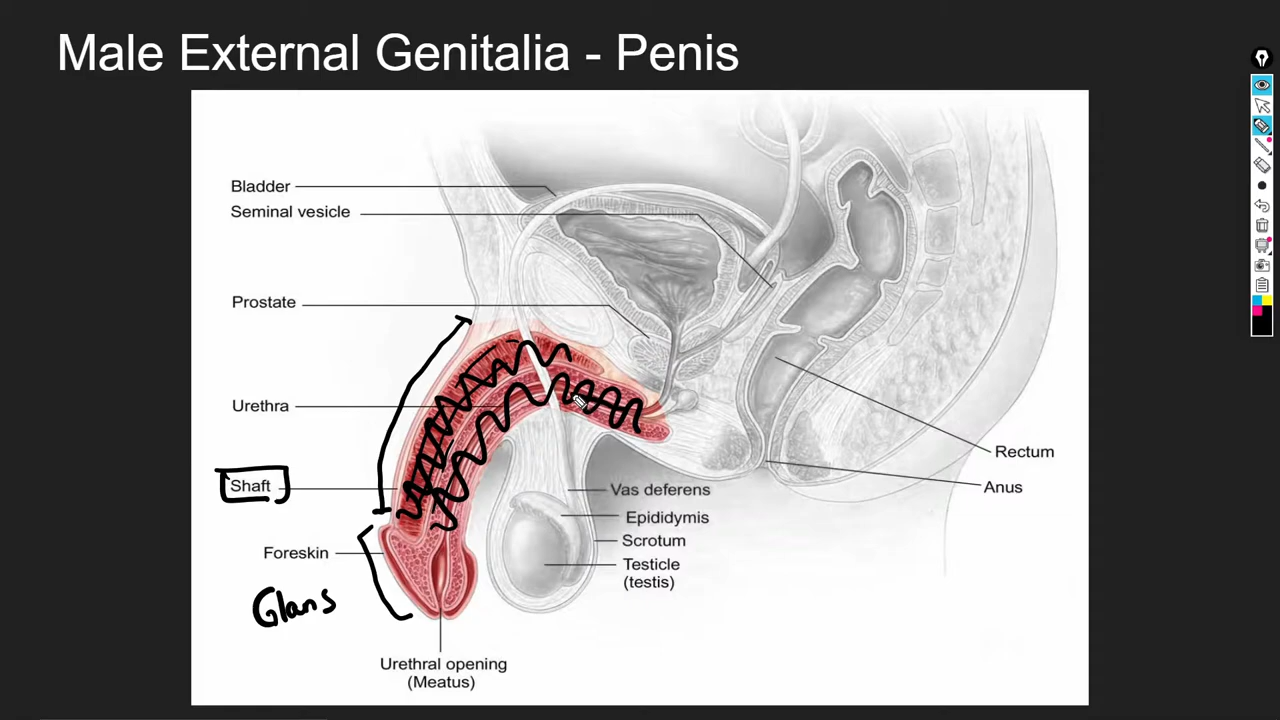 Male External Genitalia - Penis
Bladder
Seminal vesicle
Prostate
Urethra
Shaft
Foreskin
Glans
Urethral opening
(Meatus)
Vas deferens
Epididymis
Scrotum
Testicle
(testis)
Rectum
Anus